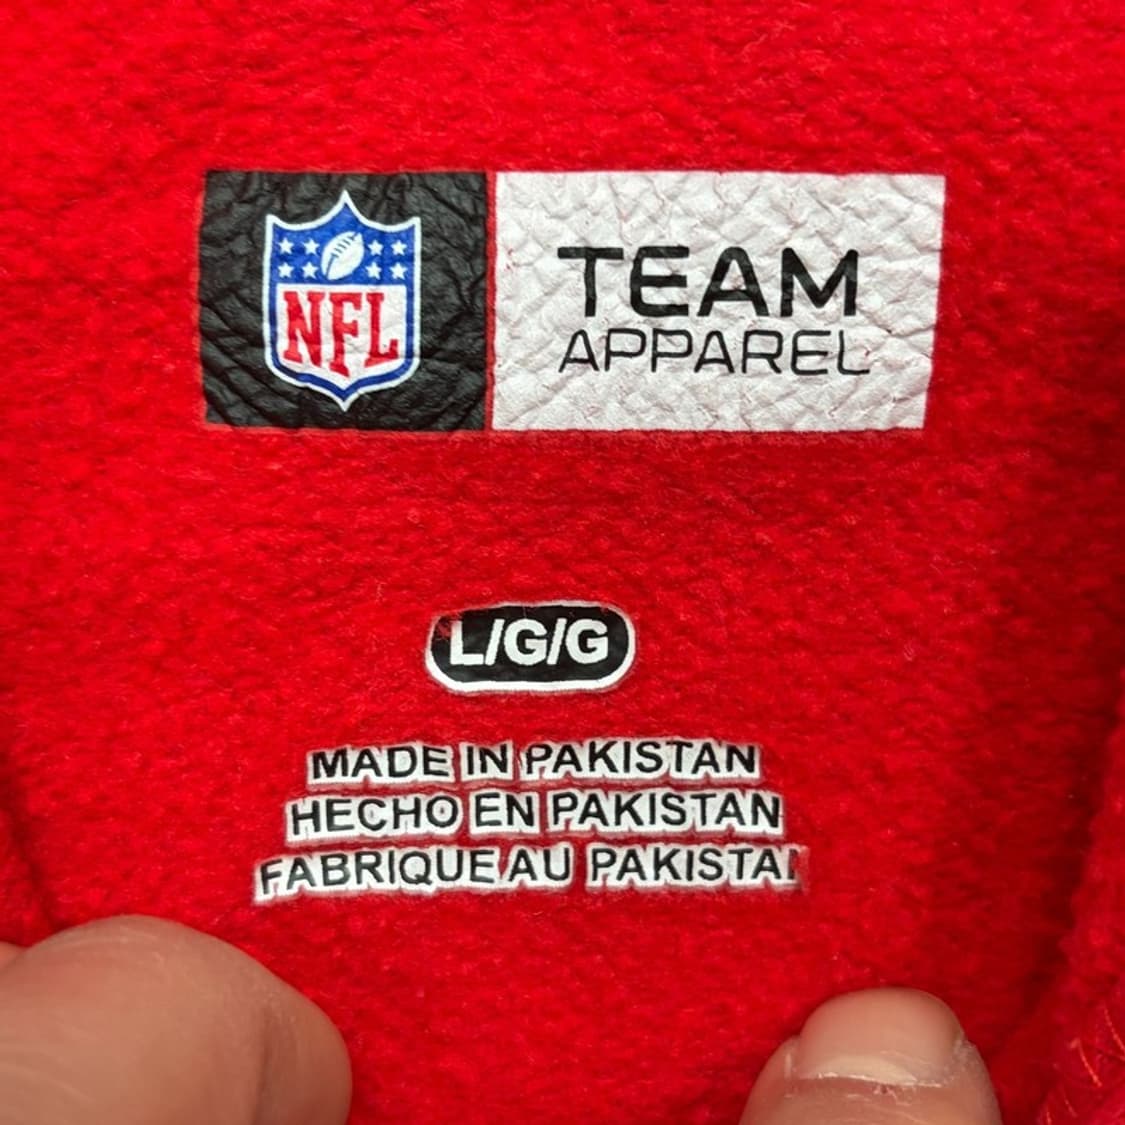 NFL
TEAM
APPAREL
L/G/G
MADE IN PAKISTAN
HECHO EN PAKISTAN
FABRIQUE AU PAKISTAN